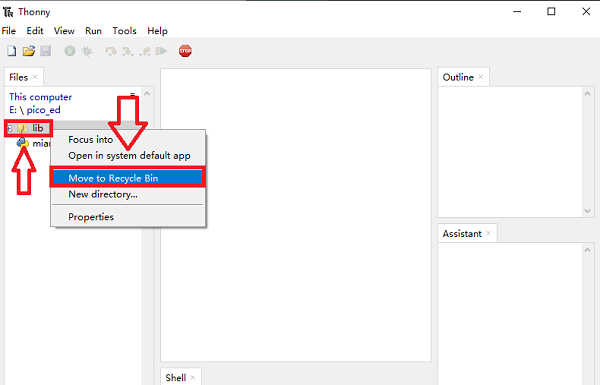 Thonny
File Edit View Run Tools Help
STOP
Files
This computer
E: \ pico_ed
lib
Focus into
Open in system default app
Move to Recycle Bin
New directory...
Properties
Outline
Assistant
Shell